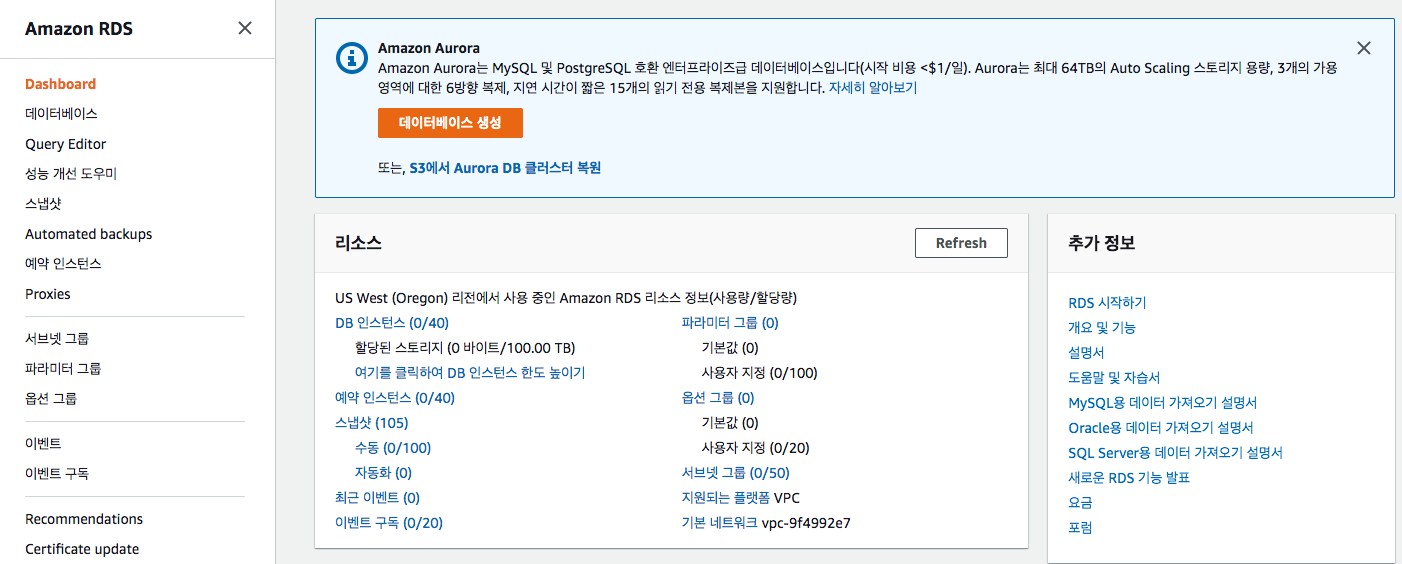 Amazon RDS
Dashboard
데이터베이스
Query Editor
성능 개선 도우미
스냅샷
Automated backups
예약 인스턴스
Proxies
서브넷 그룹
파라미터 그룹
옵션 그룹
이벤트
이벤트 구독
Recommendations
Certificate update
Amazon Aurora
Amazon Aurora는 MySQL 및 PostgreSQL 호환 엔터프라이즈급 데이터베이스입니다(시작 비용 <$1/일). Aurora는 최대 64TB의 Auto Scaling 스토리지 용량, 3개의 가용
영역에 대한 6방향 복제, 지연 시간이 짧은 15개의 읽기 전용 복제본을 지원합니다. 자세히 알아보기
데이터베이스 생성
또는, S3에서 Aurora DB 클러스터 복원
리소스
Refresh
US West (Oregon) 리전에서 사용 중인 Amazon RDS 리소스 정보(사용량/할당량)
DB 인스턴스 (0/40)
할당된 스토리지 (0 바이트/100.00 TB)
여기를 클릭하여 DB 인스턴스 한도 높이기
예약 인스턴스 (0/40)
스냅샷 (105)
수동 (0/100)
자동화 (0)
최근 이벤트 (0)
이벤트 구독 (0/20)
파라미터 그룹 (0)
기본값 (0)
사용자 지정 (0/100)
옵션 그룹 (0)
기본값 (0)
사용자 지정 (0/20)
서브넷 그룹 (0/50)
지원되는 플랫폼 VPC
기본 네트워크 vpc-9f4992e7
추가 정보
RDS 시작하기
개요 및 기능
설명서
도움말 및 자습서
MySQL용 데이터 가져오기 설명서
Oracle용 데이터 가져오기 설명서
SQL Server용 데이터 가져오기 설명서
새로운 RDS 기능 발표
요금
포럼